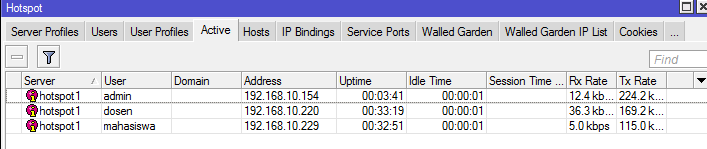 Hotspot
Server Profiles Users User Profiles Active Hosts IP Bindings Service Ports Walled Garden Walled Garden IP List Cookies ...
Find
Server User Domain Address Uptime Idle Time Session Time ... Rx Rate Tx Rate
hotspot1 admin 192.168.10.154 00:03:41 00:00:01 12.4 kb... 224.2 k...
hotspot1 dosen 192.168.10.220 00:33:19 00:00:01 36.3 kb... 169.2 k...
hotspot1 mahasiswa 192.168.10.229 00:32:51 00:00:01 5.0 kbps 115.0 k...